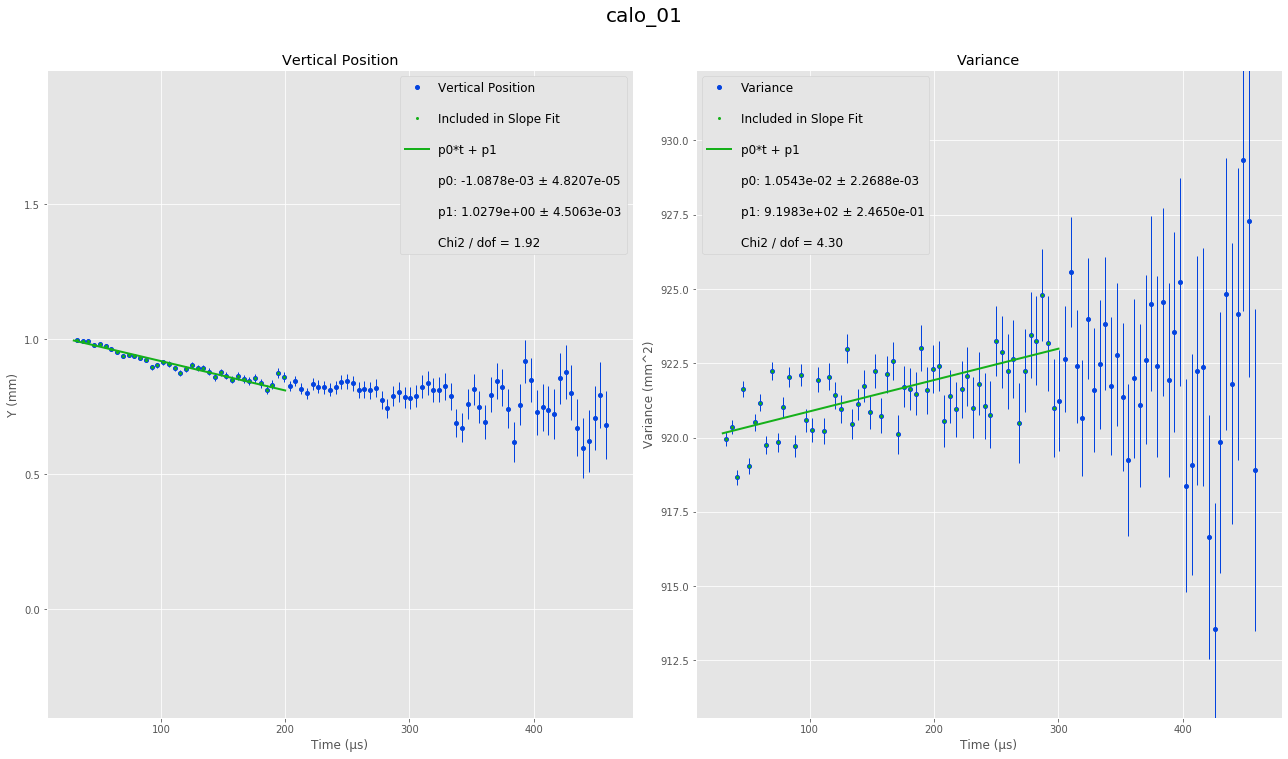 calo_01
Vertical Position
Vertical Position
Included in Slope Fit
p0*t + p1
p0: -1.0878e-03 ± 4.8207e-05
p1: 1.0279e+00 ± 4.5063e-03
Chi2 / dof = 1.92
1.5
1.0
0.5
0.0
Y (mm)
100
200
300
400
Time (μs)
Variance
Variance
Included in Slope Fit
p0*t + p1
p0: 1.0543e-02 ± 2.2688e-03
p1: 9.1983e+02 ± 2.4650e-01
Chi2 / dof = 4.30
930.0
927.5
925.0
922.5
920.0
917.5
915.0
912.5
Variance (mm^2)
100
200
300
400
Time (μs)